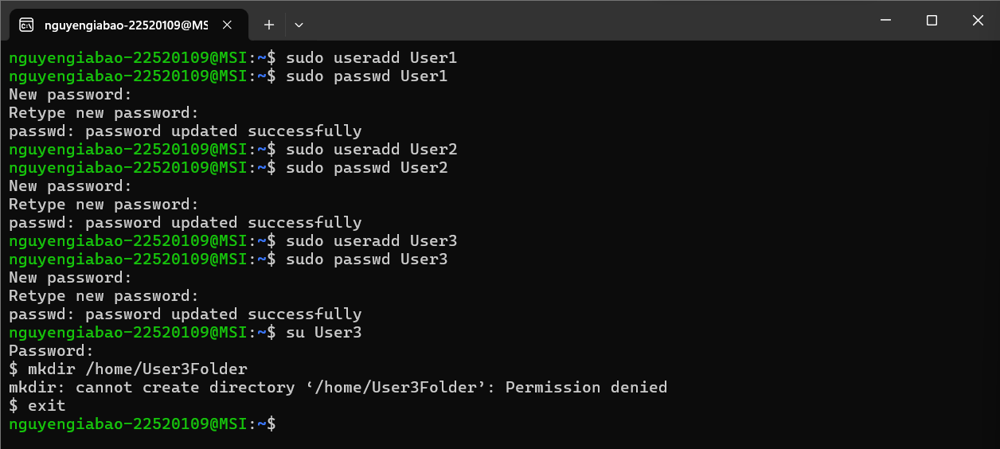 nguyengiabao-22520109@MS
nguyengiabao-22520109@MSI:~$ sudo useradd User1
nguyengiabao-22520109@MSI:~$ sudo passwd User1
New password:
Retype new password:
passwd: password updated successfully
nguyengiabao-22520109@MSI:~$ sudo useradd User2
nguyengiabao-22520109@MSI:~$ sudo passwd User2
New password:
Retype new password:
passwd: password updated successfully
nguyengiabao-22520109@MSI:~$ sudo useradd User3
nguyengiabao-22520109@MSI:~$ sudo passwd User3
New password:
Retype new password:
passwd: password updated successfully
nguyengiabao-22520109@MSI:~$ su User3
Password:
$ mkdir /home/User3Folder
mkdir: cannot create directory ‘/home/User3Folder’: Permission denied
$ exit
nguyengiabao-22520109@MSI:~$